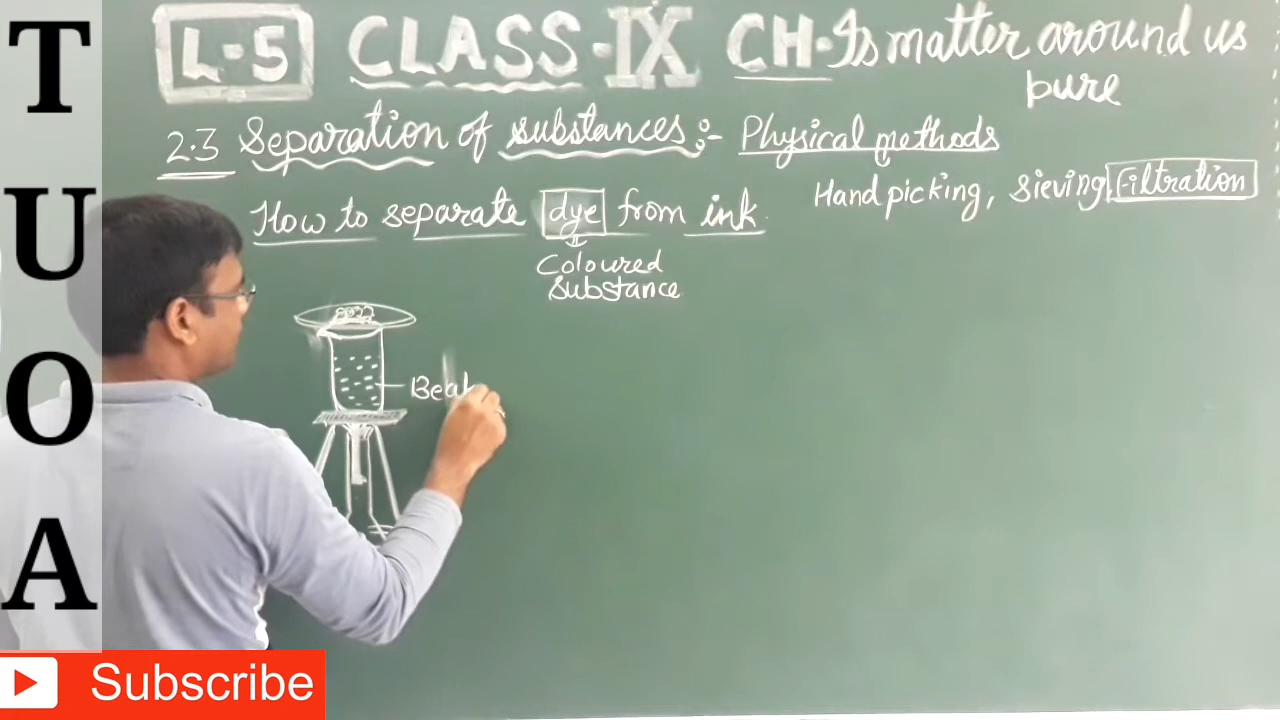 L-5 CLASS-IX CH-Is matter around us
pure
2.3 Separation of substances:- Physical methods
Hand picking, Sieving, Filtration
How to separate dye from ink.
Coloured
Substance
Beak
TUOA
Subscribe